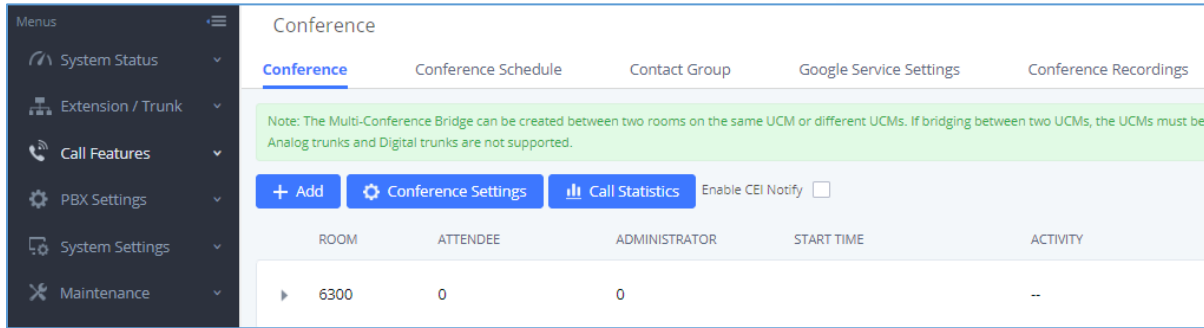 Menus
System Status
Extension / Trunk
Call Features
PBX Settings
System Settings
Maintenance
Conference
Conference Conference Schedule Contact Group Google Service Settings Conference Recordings
Note: The Multi-Conference Bridge can be created between two rooms on the same UCM or different UCMs. If bridging between two UCMs, the UCMs must be
Analog trunks and Digital trunks are not supported.
+ Add Conference Settings Call Statistics Enable CEI Notify
ROOM ATTENDEE ADMINISTRATOR START TIME ACTIVITY
6300 0 0 --